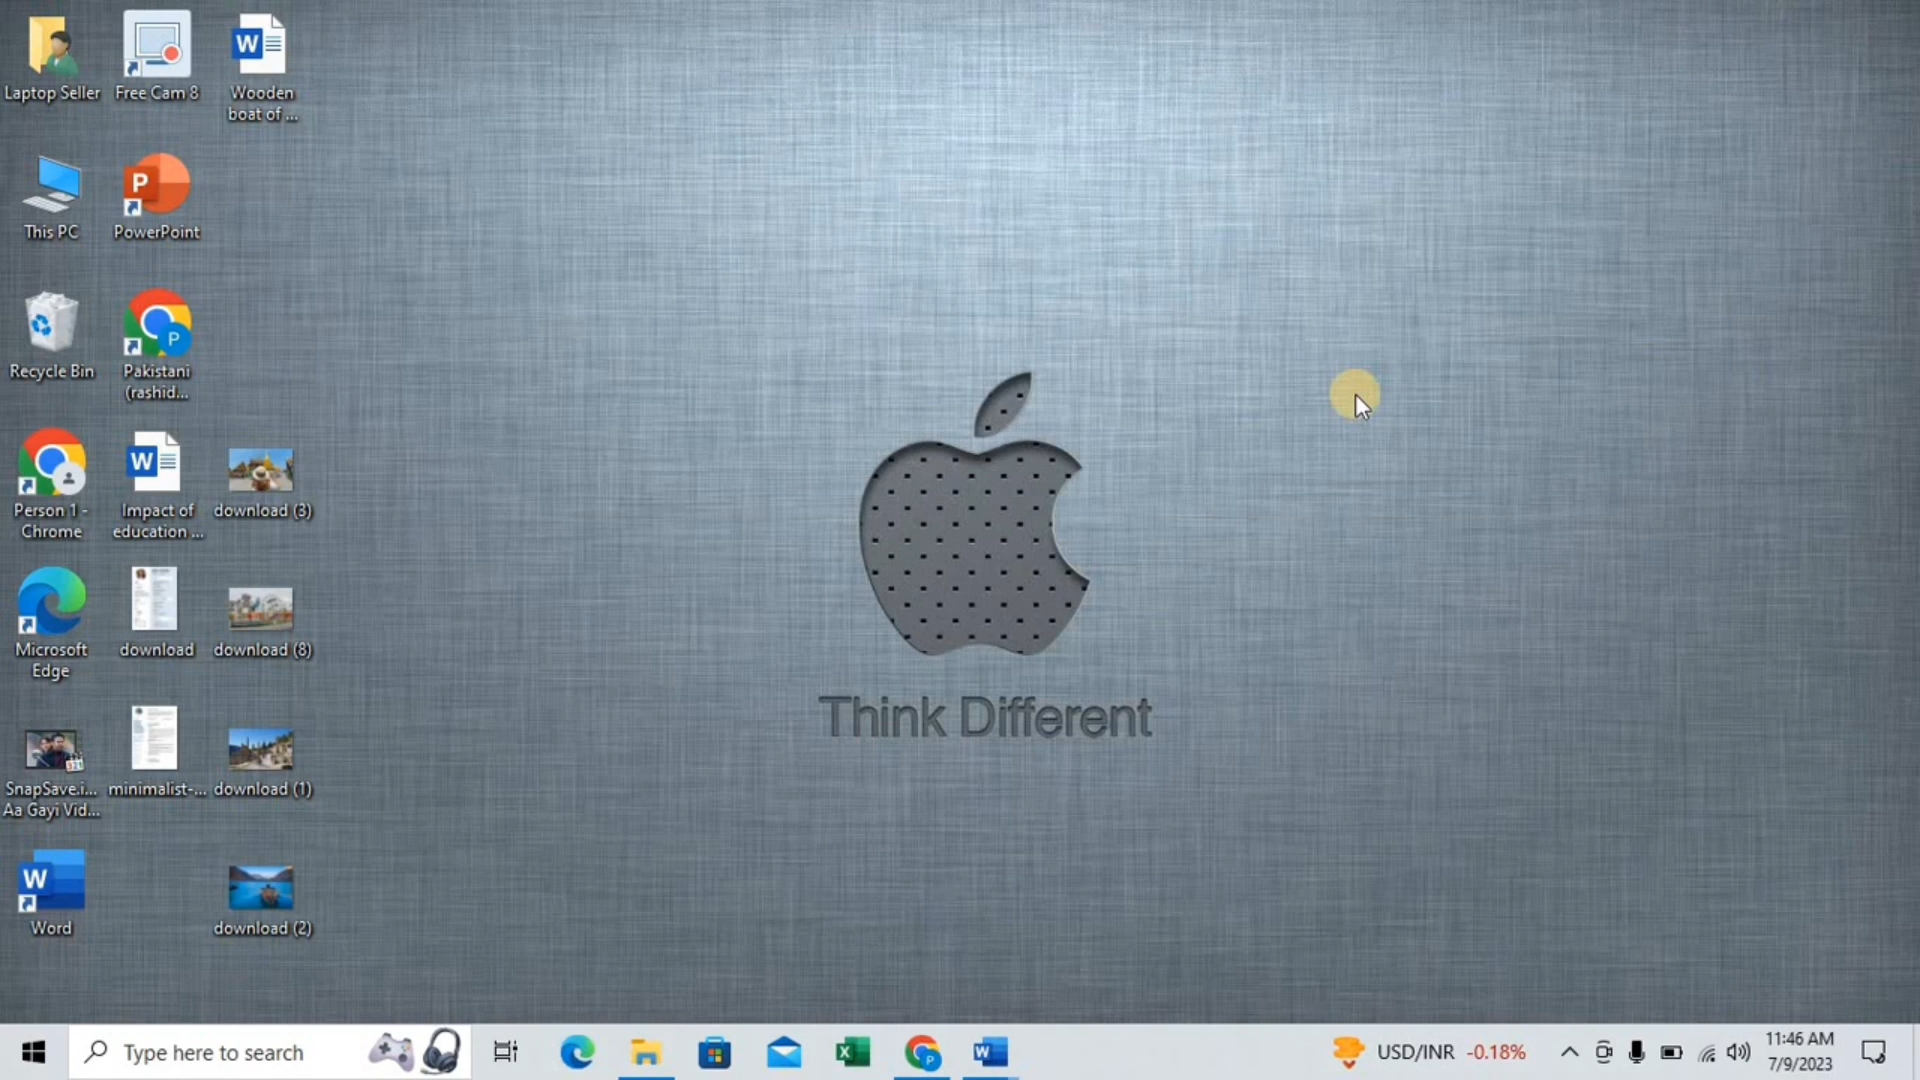 Laptop Seller
Free Cam 8
Wooden
boat of ...
This PC
PowerPoint
Recycle Bin
Pakistani
(rashid...
Person 1 -
Chrome
Impact of
education ...
download (3)
Microsoft
Edge
download
download (8)
SnapSave.i...
Aa Gayi Vid...
minimalist-...
download (1)
Word
download (2)
Think Different
Type here to search
USD/INR -0.18%
11:46 AM
7/9/2023